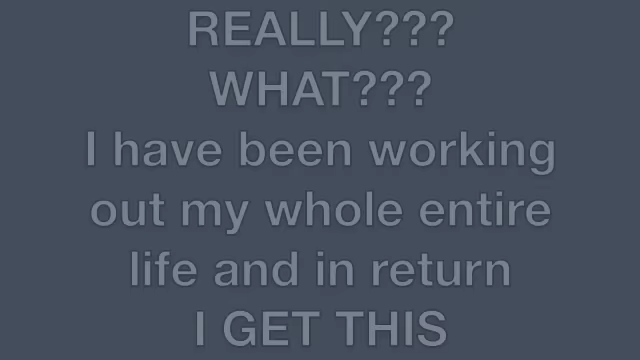 REALLY???
WHAT???
I have been working
out my whole entire
life and in return
I GET THIS